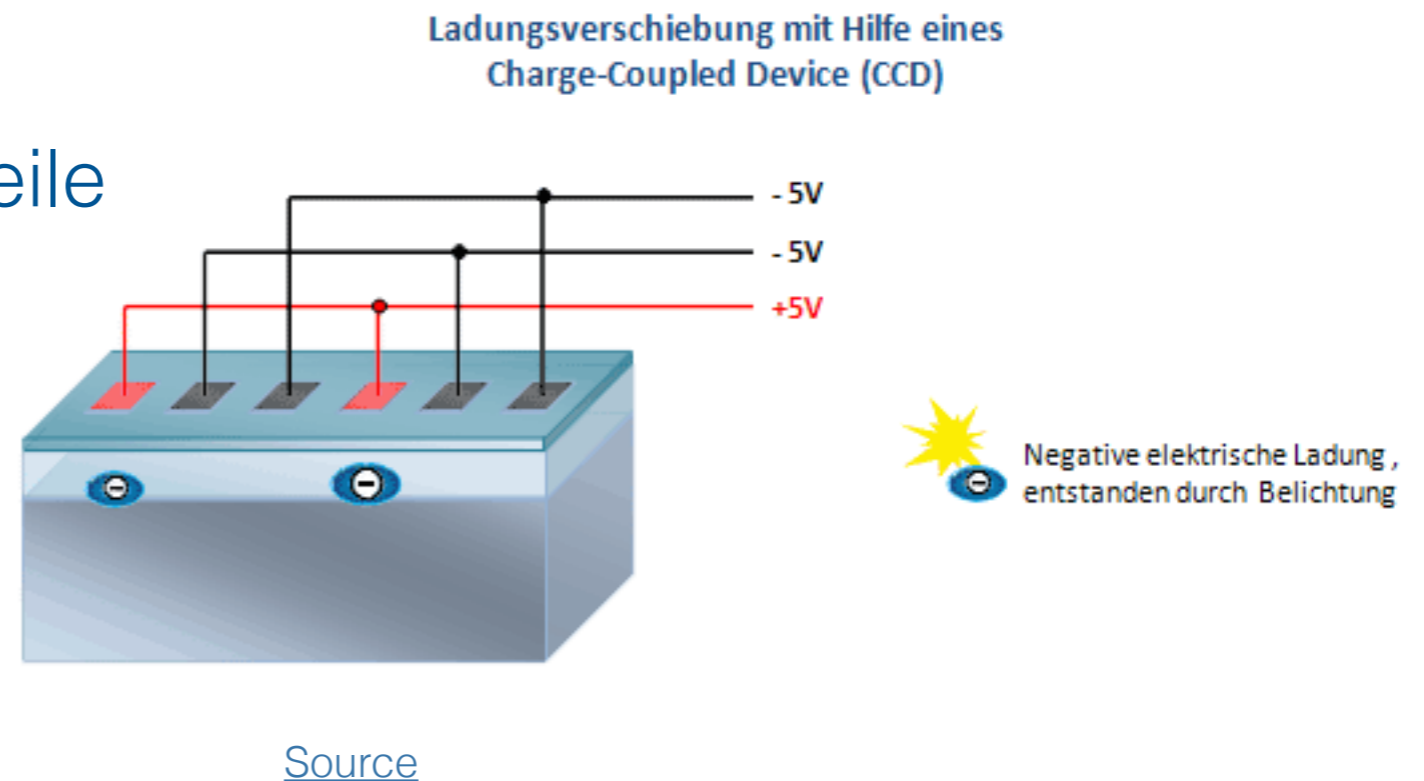 Ladungsverschiebung mit Hilfe eines
Charge-Coupled Device (CCD)
eile
- 5V
- 5V
+5V
Negative elektrische Ladung ,
entstanden durch Belichtung
Source